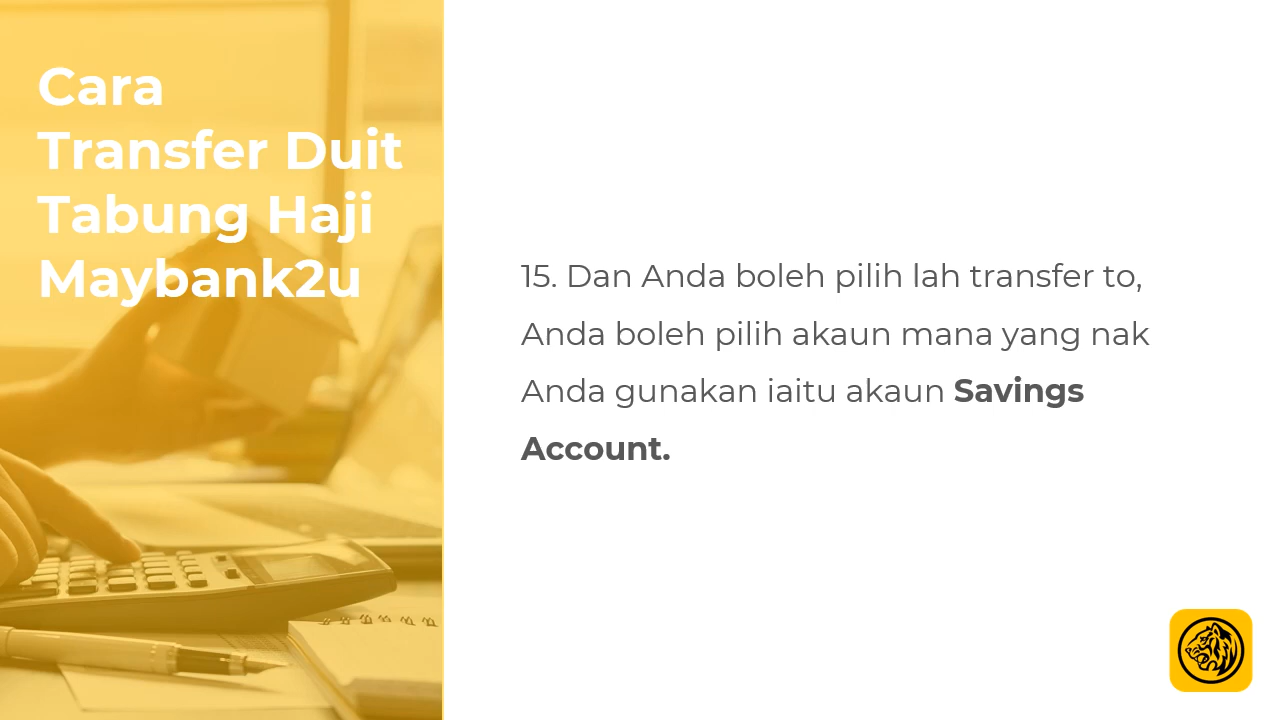 Cara
Transfer Duit
Tabung Haji
Maybank2u
15. Dan Anda boleh pilih lah transfer to,
Anda boleh pilih akaun mana yang nak
Anda gunakan iaitu akaun Savings
Account.